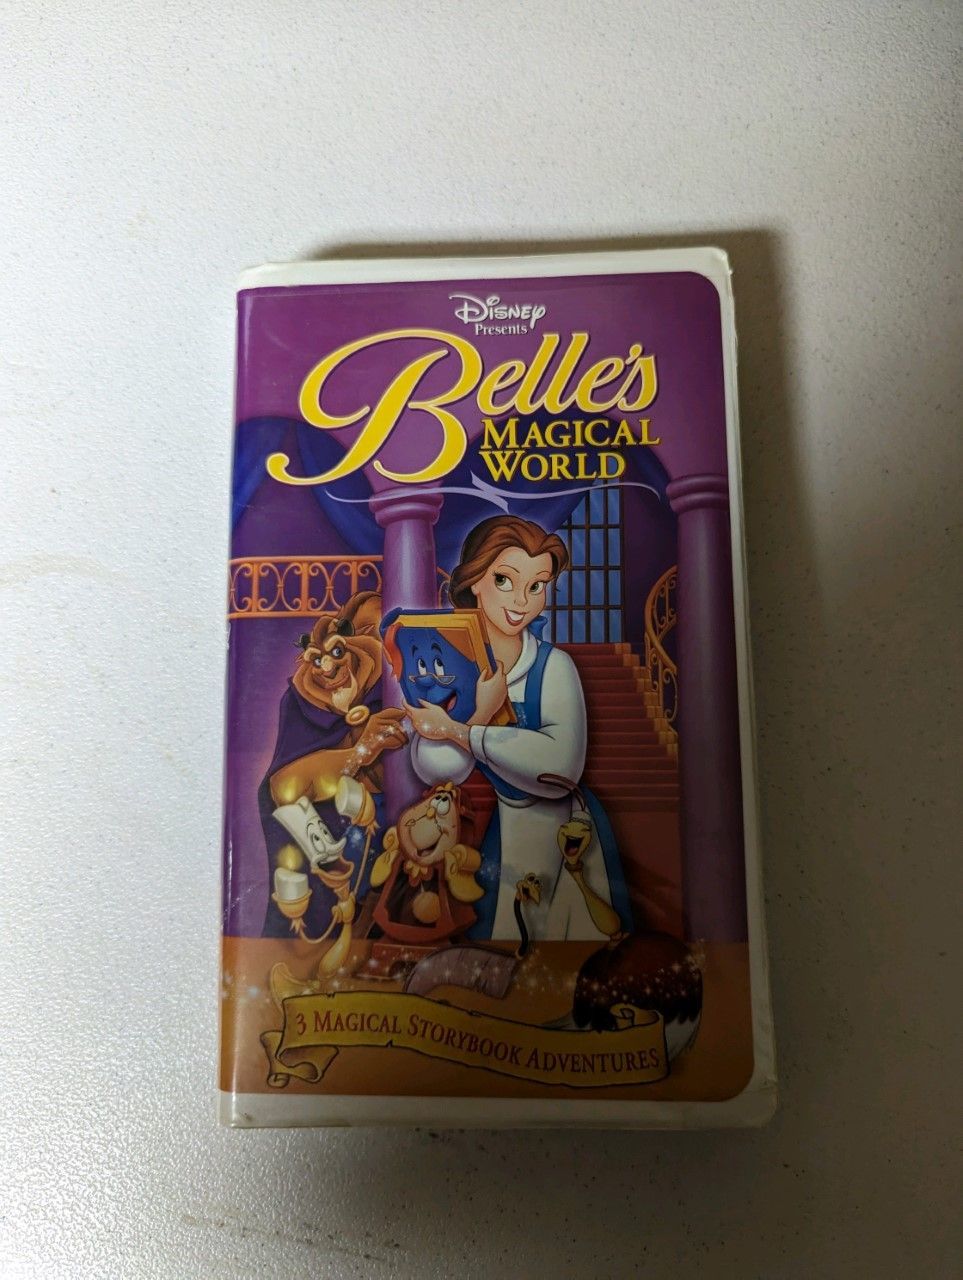 Disney
Presents
Belle's
MAGICAL
WORLD
3 MAGICAL STORYBOOK ADVENTURES